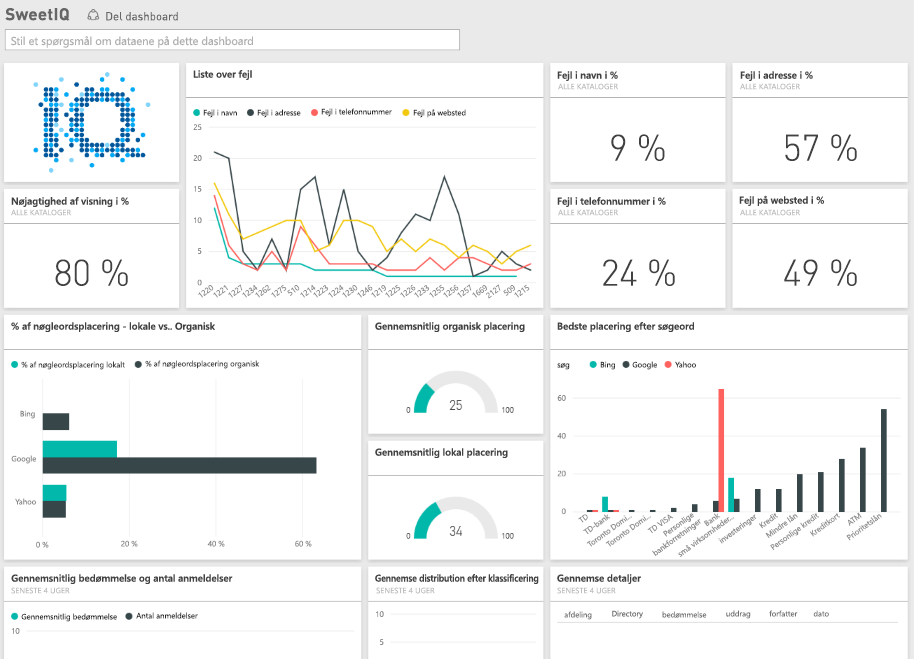 SweetIQ Del dashboard
Stil et spørgsmål om dataene på dette dashboard
IQ
Liste over fejl
Fejl i navn Fejl i adresse Fejl i telefonnummer Fejl på websted
25
20
15
10
5
0
1220 1221 1227 1234 1262 1275 510 1214 1223 1224 1230 1246 1219 1225 1226 1233 1255 1256 1257 1669 2127 509 1215
Fejl i navn i %
ALLE KATALOGER
9 %
Fejl i adresse i %
ALLE KATALOGER
57 %
Nøjagtighed af visning i %
ALLE KATALOGER
80 %
Fejl i telefonnummer i %
ALLE KATALOGER
24 %
Fejl på websted i %
ALLE KATALOGER
49 %
% af nøgleordsplacering - lokale vs.. Organisk
% af nøgleordsplacering lokalt % af nøgleordsplacering organisk
Bing
Google
Yahoo
0 % 20 % 40 % 60 %
Gennemsnitlig organisk placering
0 25 100
Gennemsnitlig lokal placering
0 34 100
Bedste placering efter søgeord
søg Bing Google Yahoo
60
40
20
0
TD
TD-bank
Toronto Domi...
Toronto Domi...
TD VISA
Personlige
bankforretninger
Bank
små virksomheder...
investeringer
Kredit
Mindre lån
Personlige kredit
Kreditkort
ATM
Prioritetslån
Gennemsnitlig bedømmelse og antal anmeldelser
SENESTE 4 UGER
Gennemsnitlig bedømmelse Antal anmeldelser
10
Gennemse distribution efter klassificering
SENESTE 4 UGER
10
5
Gennemse detaljer
SENESTE 4 UGER
afdeling Directory bedømmelse uddrag forfatter dato